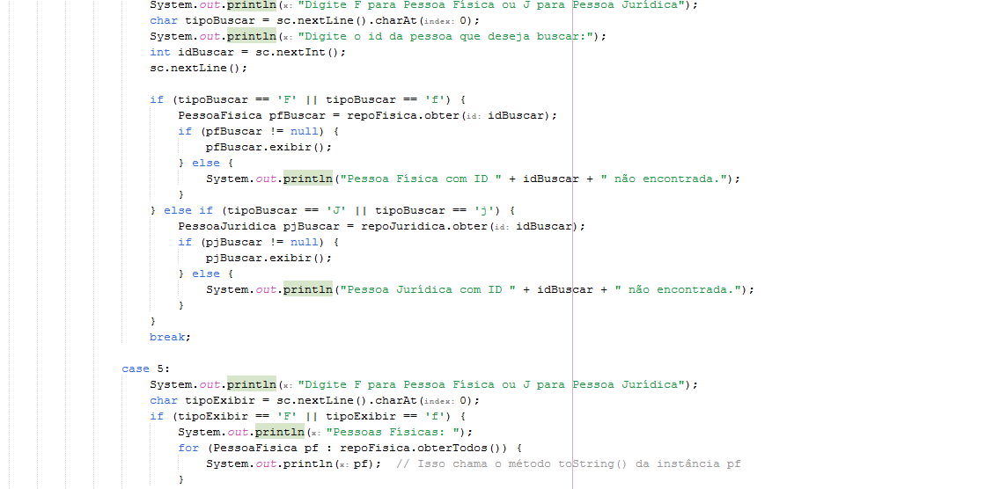 System.out.println(x: "Digite F para Pessoa Física ou J para Pessoa Jurídica");
char tipoBuscar = sc.nextLine().charAt(index: 0);
System.out.println(x: "Digite o id da pessoa que deseja buscar:");
int idBuscar = sc.nextInt();
sc.nextLine();
if (tipoBuscar == 'F' || tipoBuscar == 'f') {
PessoaFisica pfBuscar = repoFisica.obter(id: idBuscar);
if (pfBuscar != null) {
pfBuscar.exibir();
} else {
System.out.println("Pessoa Física com ID " + idBuscar + " não encontrada.");
}
} else if (tipoBuscar == 'J' || tipoBuscar == 'j') {
PessoaJuridica pjBuscar = repoJuridica.obter(id: idBuscar);
if (pjBuscar != null) {
pjBuscar.exibir();
} else {
System.out.println("Pessoa Jurídica com ID " + idBuscar + " não encontrada.");
}
}
break;
case 5:
System.out.println(x: "Digite F para Pessoa Física ou J para Pessoa Jurídica");
char tipoExibir = sc.nextLine().charAt(index: 0);
if (tipoExibir == 'F' || tipoExibir == 'f') {
System.out.println(x: "Pessoas Físicas: ");
for (PessoaFisica pf : repoFisica.obterTodos()) {
System.out.println(x: pf);  // Isso chama o método toString() da instância pf
}